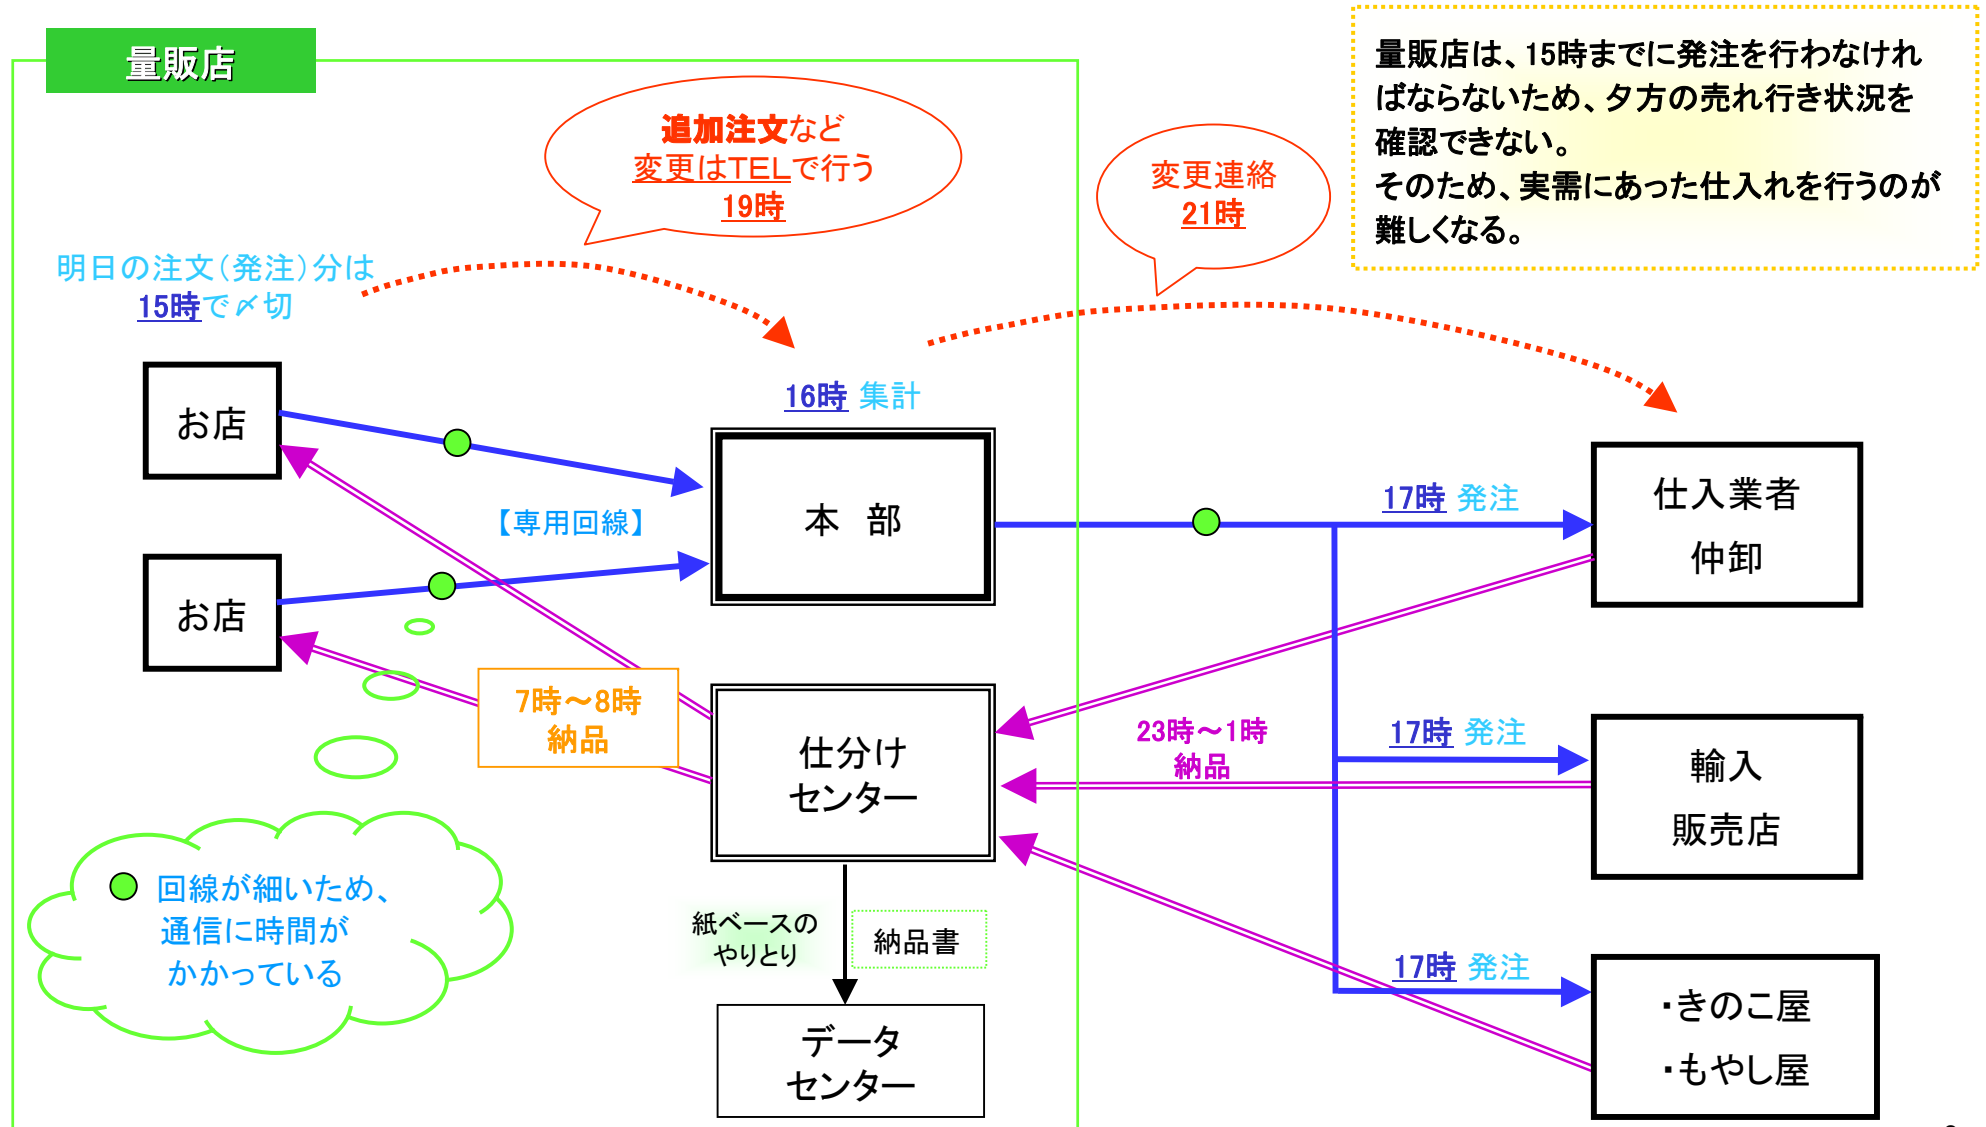 量販店
量販店は、15時までに発注を行わなけれ
ばならないため、夕方の売れ行き状況を
確認できない。
そのため、実需にあった仕入れを行うのが
難しくなる。
追加注文など
変更はTELで行う
19時
変更連絡
21時
明日の注文(発注)分は
15時で〆切
16時 集計
お店
お店
【専用回線】
本 部
17時 発注
仕入業者
仲卸
7時～8時
納品
仕分け
センター
23時～1時
納品
17時 発注
輸入
販売店
回線が細いため、
通信に時間が
かかっている
紙ベースの
やりとり
納品書
17時 発注
・きのこ屋
・もやし屋
データ
センター